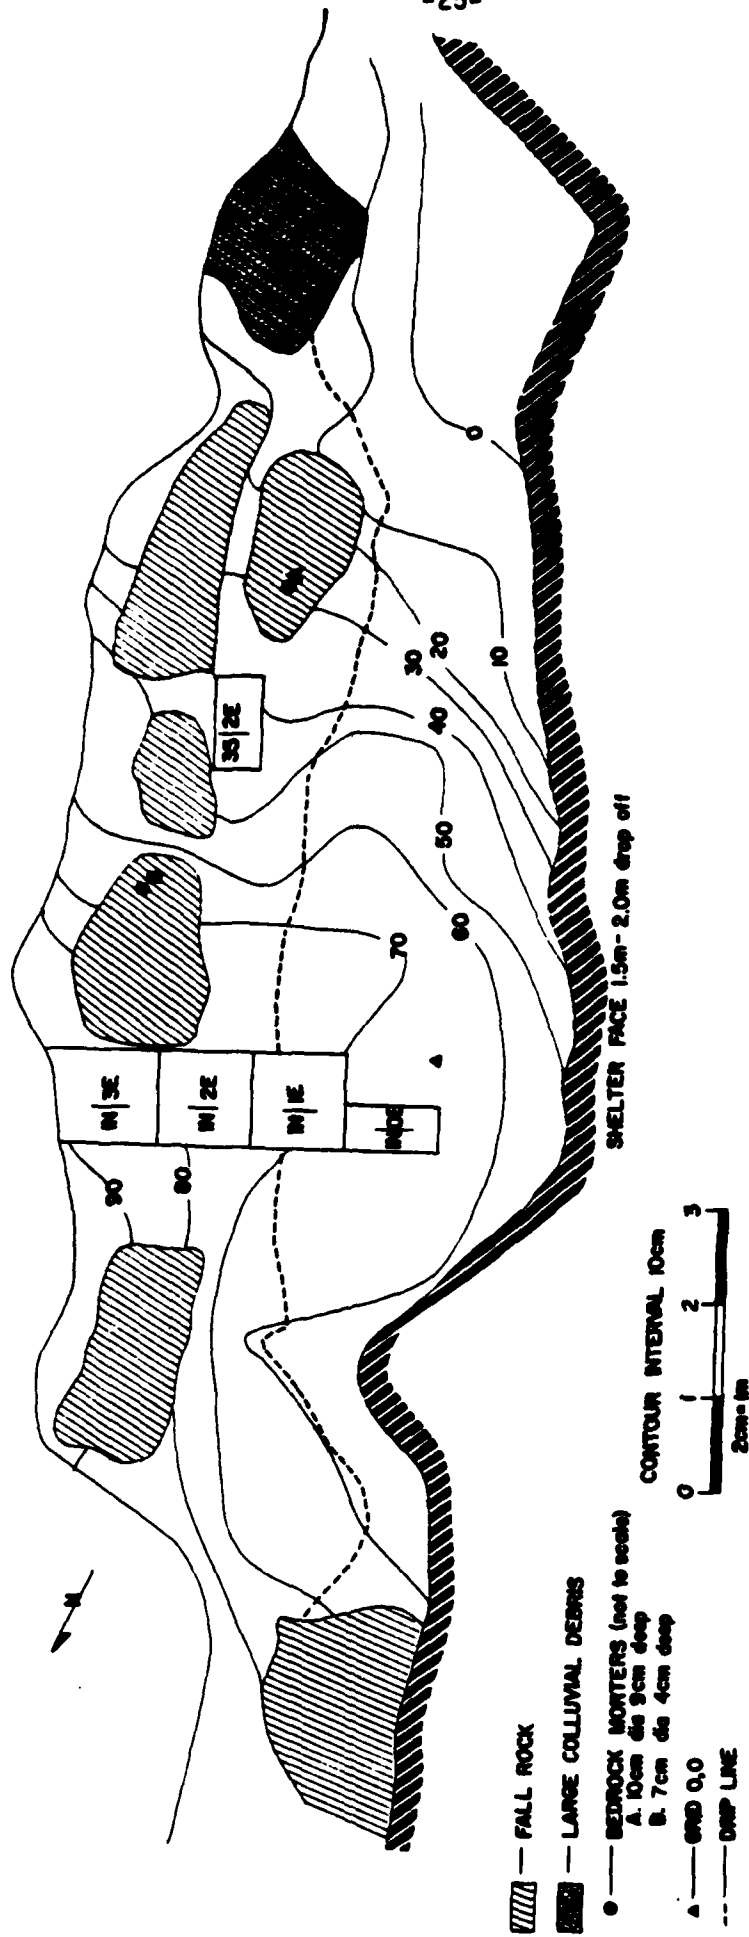 -25-
3S|2E
1N|3E
1N|2E
1N|1E
1N|0E
0
10
20
30
40
50
60
70
80
90
SHELTER FACE 1.5m-2.0m drop off
N
CONTOUR INTERVAL 10cm
0 1 2 3
2cm=1m
— FALL ROCK
— LARGE COLLUVIAL DEBRIS
— BEDROCK MORTERS (not to scale)
A. 10cm dia 9cm deep
B. 7cm dia 4cm deep
— GRID 0,0
— DRIP LINE